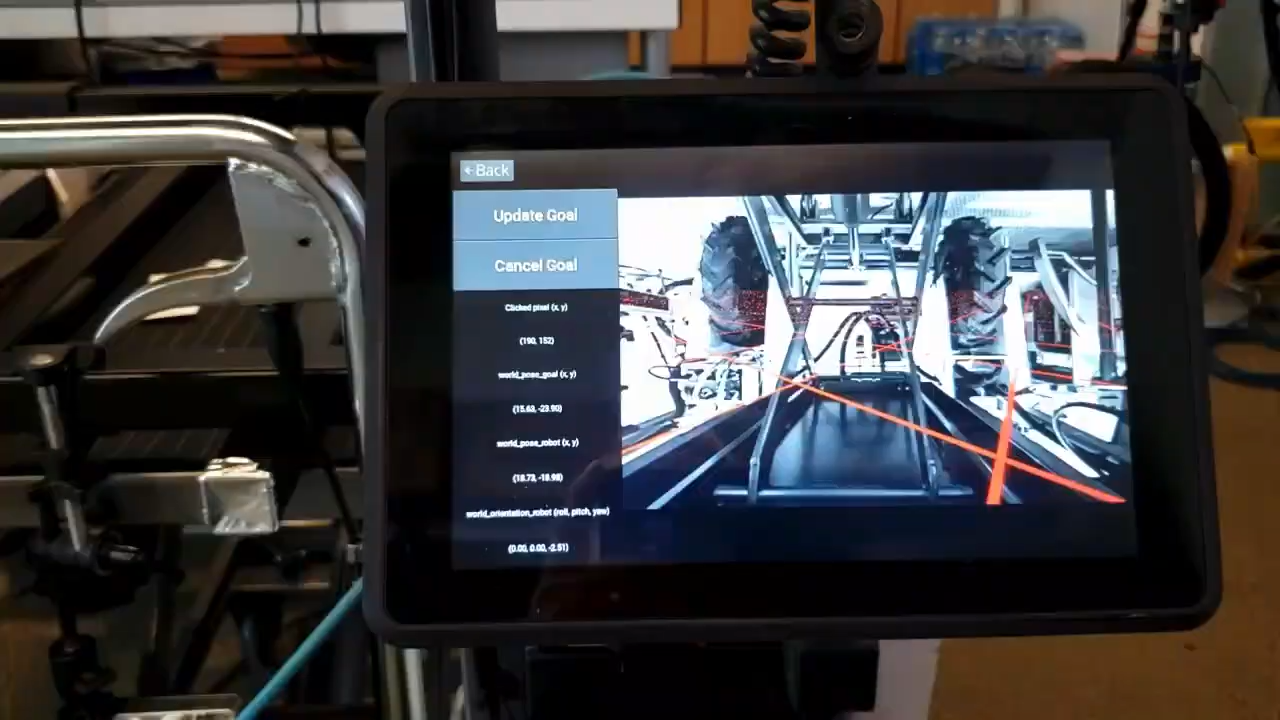 ←Back
Update Goal
Cancel Goal
Clicked pixel (x, y)
(190, 152)
world_pose_goal (x, y)
(15.63, -23.90)
world_pose_robot (x, y)
(18.73, -18.98)
world_orientation_robot (roll, pitch, yaw)
(0.00, 0.00, -2.51)